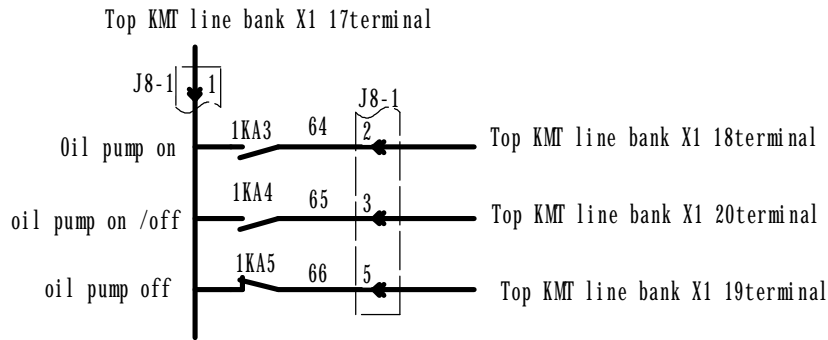 Top KMT line bank X1 17terminal
J8-1 1
J8-1
Oil pump on 1KA3 64 2 Top KMT line bank X1 18terminal
oil pump on /off 1KA4 65 3 Top KMT line bank X1 20terminal
oil pump off 1KA5 66 5 Top KMT line bank X1 19terminal